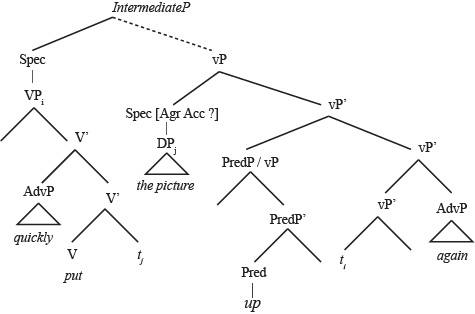 IntermediateP
Spec vP
VPi Spec [Agr Acc ?] vP’
V’ DPj PredP / vP vP’
the picture
AdvP V’ PredP’ vP’ AdvP
quickly V tj Pred ti again
put up